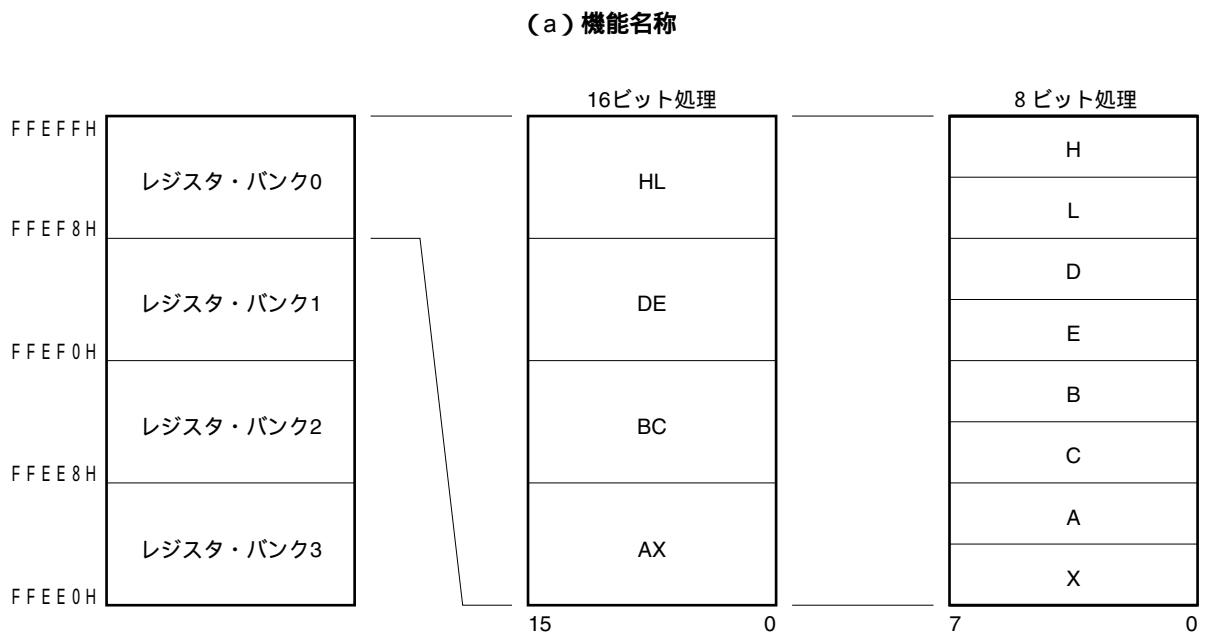 （a）機能名称
16ビット処理
8 ビット処理
FFEFFH
レジスタ・バンク0
HL
H
L
FFEF8H
レジスタ・バンク1
DE
D
E
FFEF0H
レジスタ・バンク2
BC
B
C
FFEE8H
レジスタ・バンク3
AX
A
X
FFEE0H
15
0
7
0